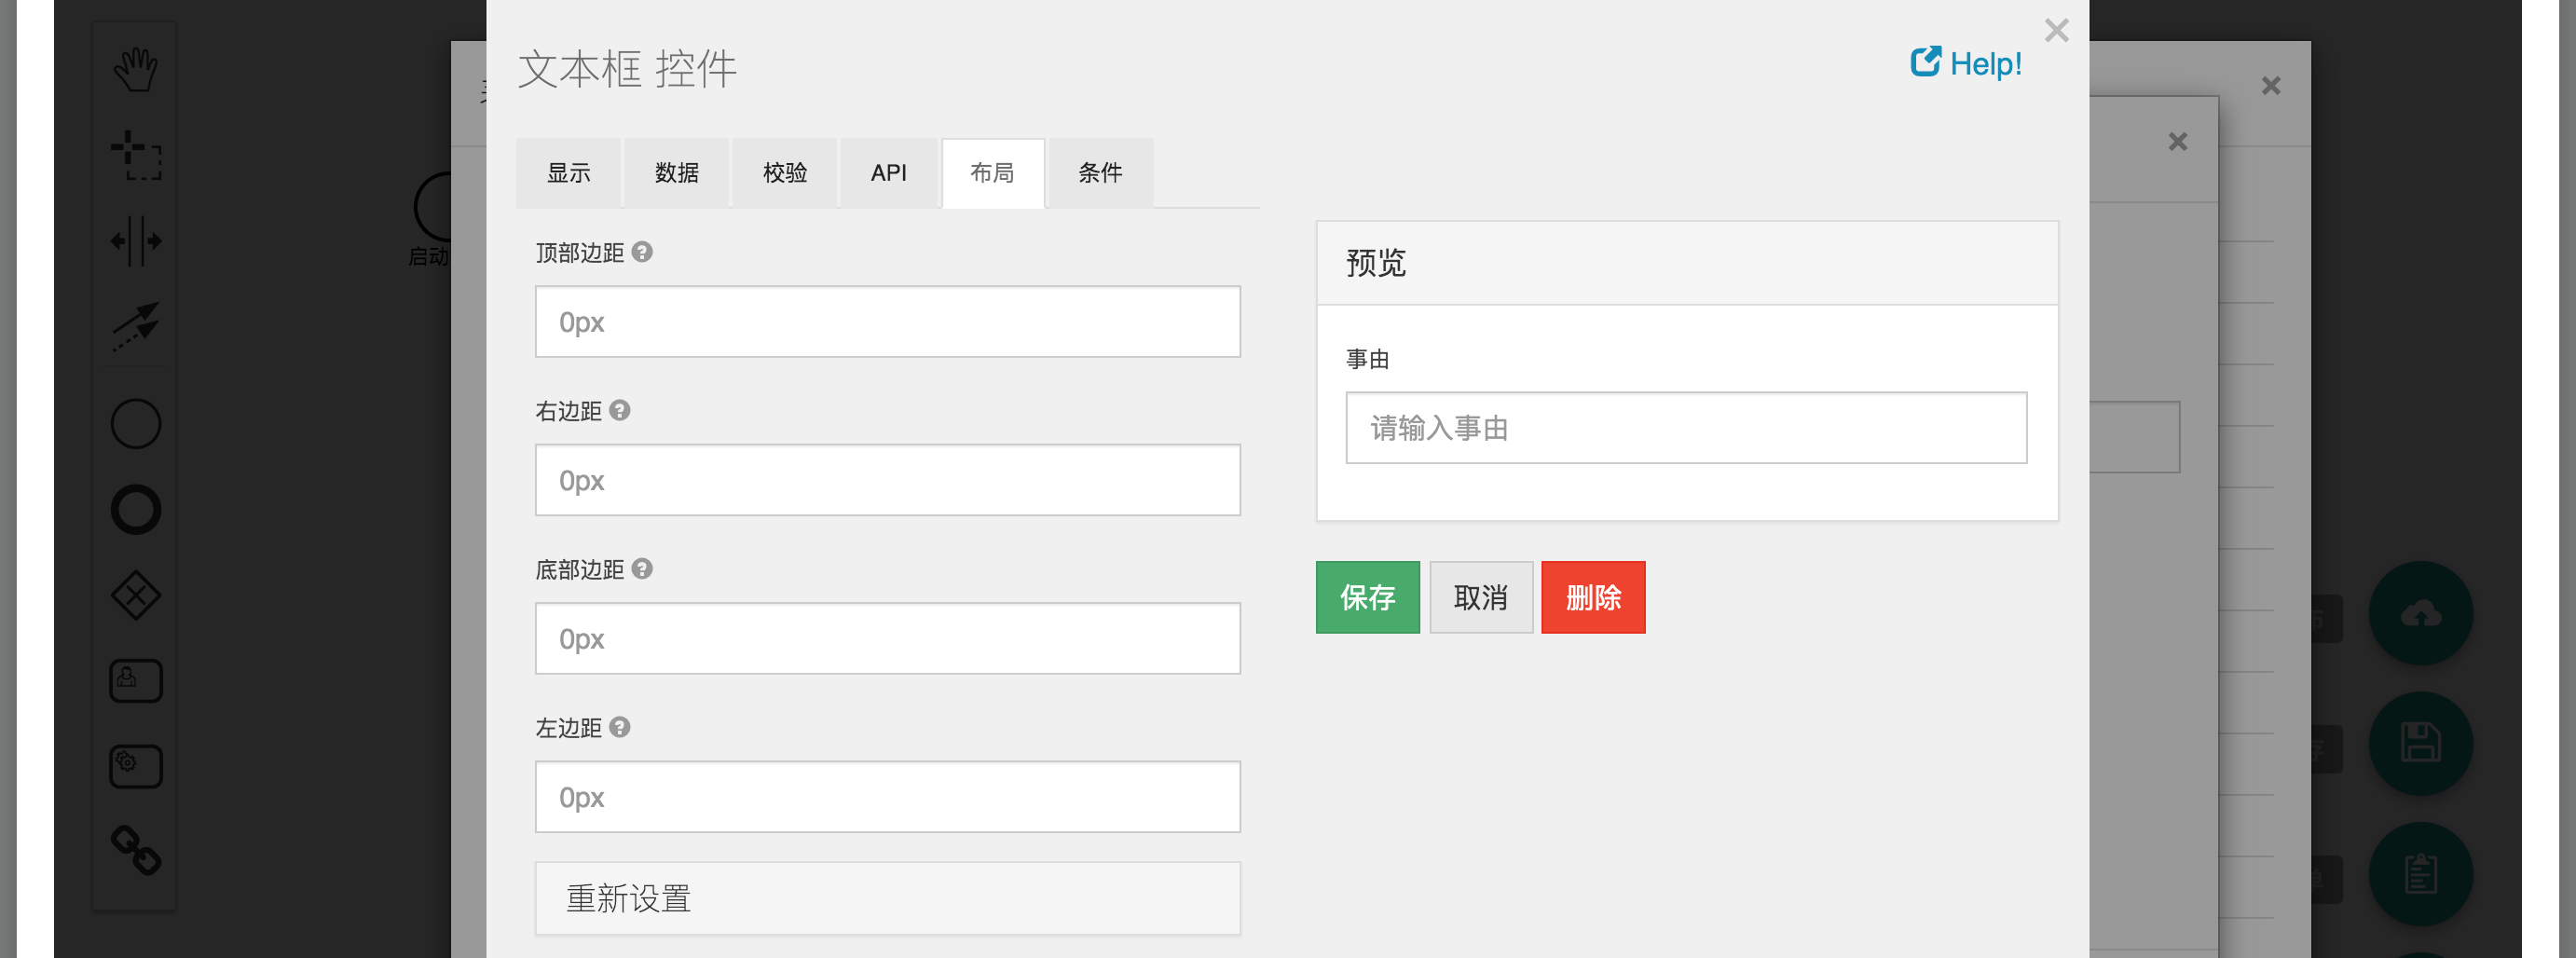 文本框 控件
Help!
显示 数据 校验 API 布局 条件
启动
顶部边距
0px
右边距
0px
底部边距
0px
左边距
0px
重新设置
预览
事由
请输入事由
保存 取消 删除